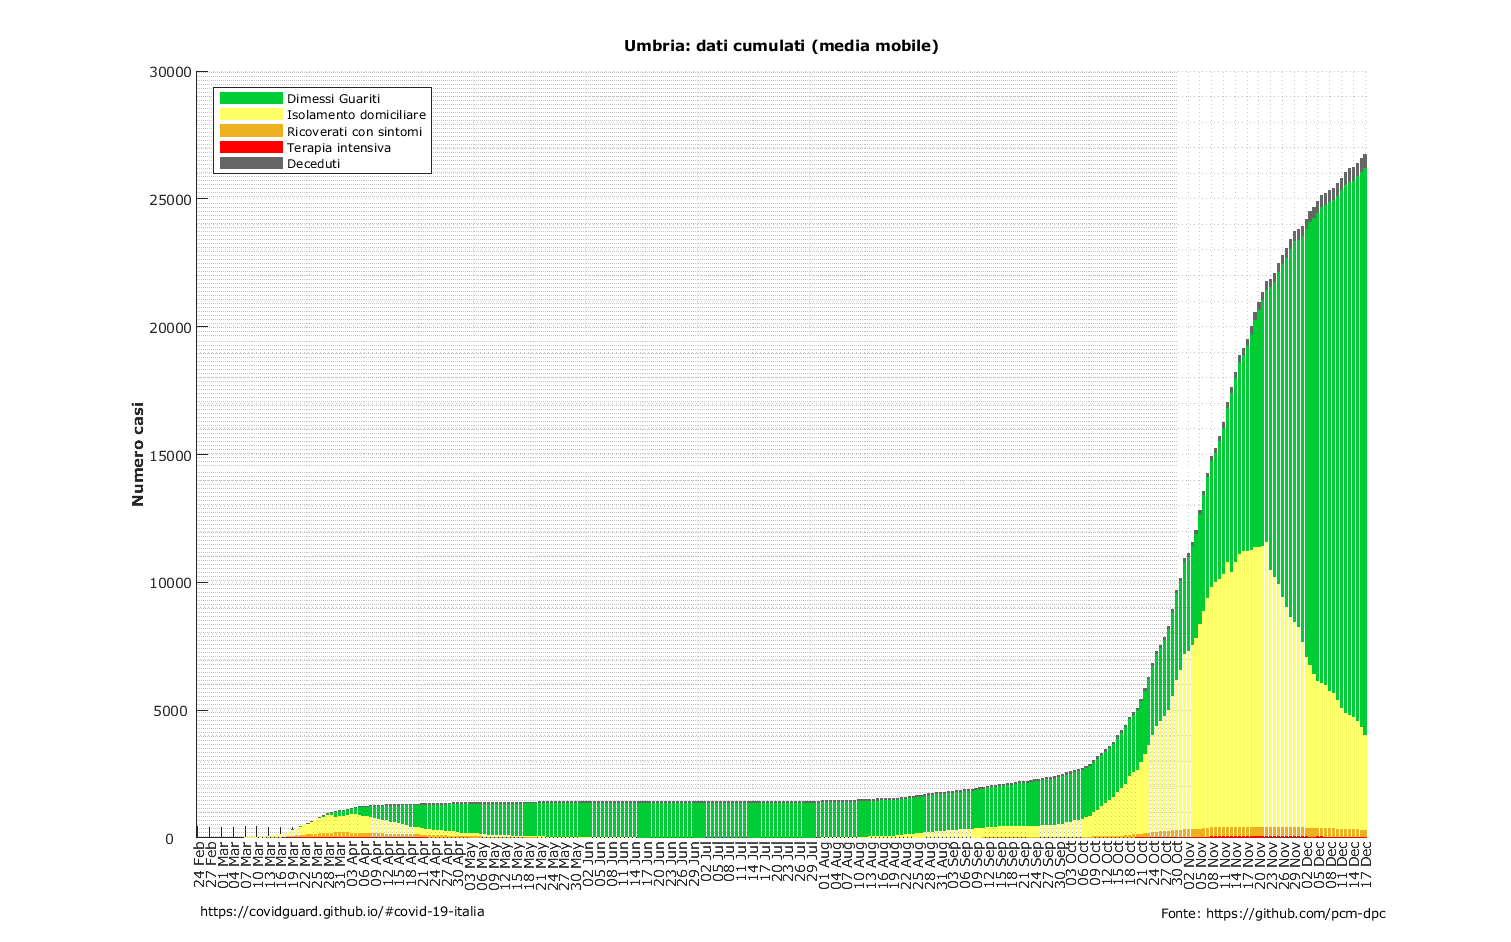 Umbria: dati cumulati (media mobile)
30000
25000
20000
15000
10000
5000
0
Numero casi
Dimessi Guariti
Isolamento domiciliare
Ricoverati con sintomi
Terapia intensiva
Deceduti
24 Feb
27 Feb
01 Mar
04 Mar
07 Mar
10 Mar
13 Mar
16 Mar
19 Mar
22 Mar
25 Mar
28 Mar
31 Mar
03 Apr
06 Apr
09 Apr
12 Apr
15 Apr
18 Apr
21 Apr
24 Apr
27 Apr
30 Apr
03 May
06 May
09 May
12 May
15 May
18 May
21 May
24 May
27 May
30 May
02 Jun
05 Jun
08 Jun
11 Jun
14 Jun
17 Jun
20 Jun
23 Jun
26 Jun
29 Jun
02 Jul
05 Jul
08 Jul
11 Jul
14 Jul
17 Jul
20 Jul
23 Jul
26 Jul
29 Jul
01 Aug
04 Aug
07 Aug
10 Aug
13 Aug
16 Aug
19 Aug
22 Aug
25 Aug
28 Aug
31 Aug
03 Sep
06 Sep
09 Sep
12 Sep
15 Sep
18 Sep
21 Sep
24 Sep
27 Sep
30 Sep
03 Oct
06 Oct
09 Oct
12 Oct
15 Oct
18 Oct
21 Oct
24 Oct
27 Oct
30 Oct
02 Nov
05 Nov
08 Nov
11 Nov
14 Nov
17 Nov
20 Nov
23 Nov
26 Nov
29 Nov
02 Dec
05 Dec
08 Dec
11 Dec
14 Dec
17 Dec
https://covidguard.github.io/#covid-19-italia
Fonte: https://github.com/pcm-dpc